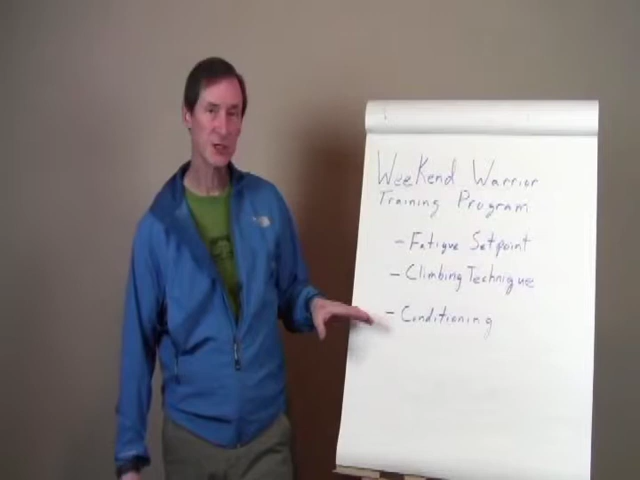 Weekend Warrior
Training Program
- Fatigue Setpoint
- Climbing Technique
- Conditioning